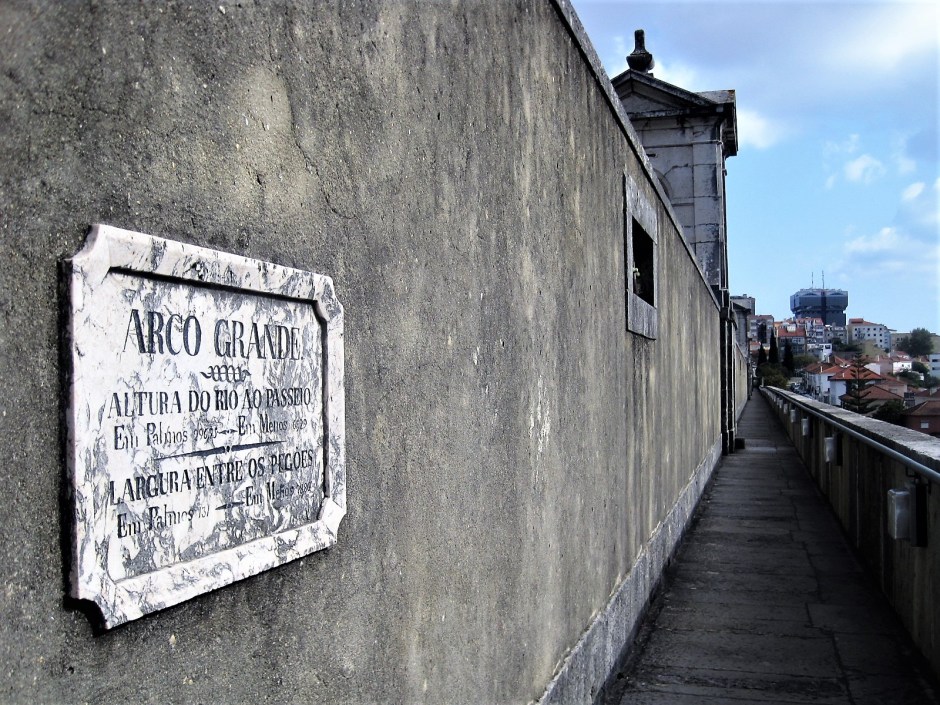 ARCO GRANDE
ALTURA DO RIO AO PASSEIO
Em Palmos Em Metros
LARGURA ENTRE OS PEGÕES
Em Palmos Em Metros